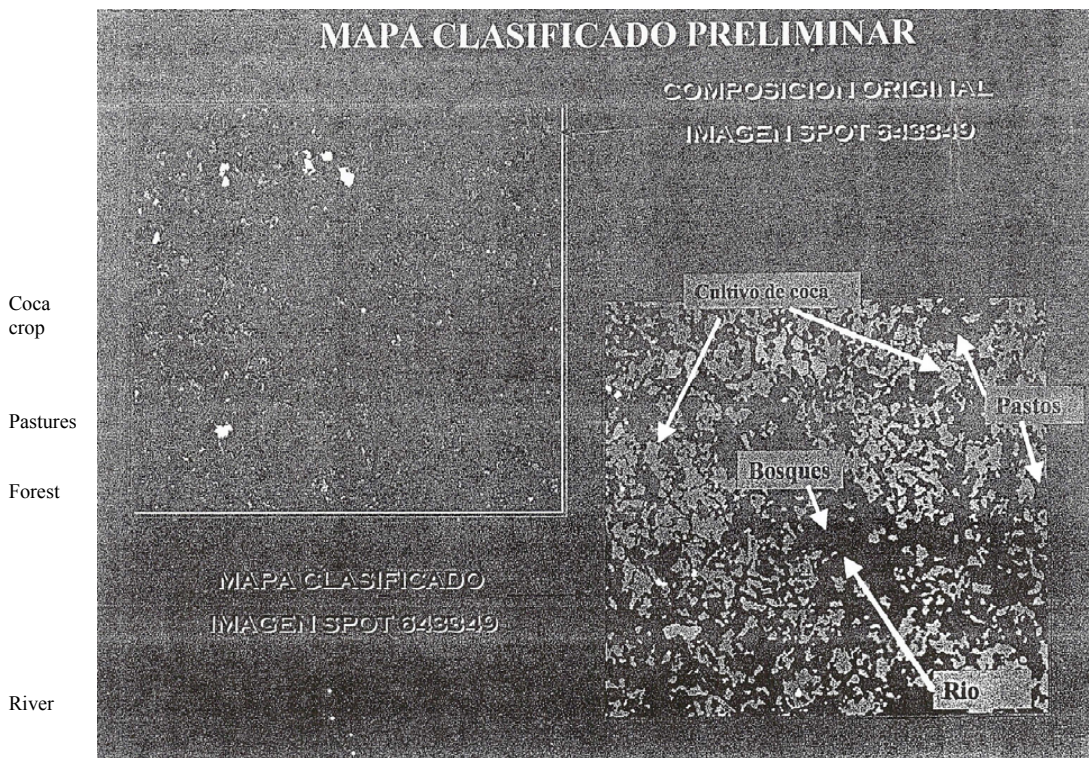 MAPA CLASIFICADO PRELIMINAR
COMPOSICION ORIGINAL
IMAGEN SPOT 643349
Cultivo de coca
Pastos
Bosques
Rio
MAPA CLASIFICADO
IMAGEN SPOT 643349
Coca
crop
Pastures
Forest
River